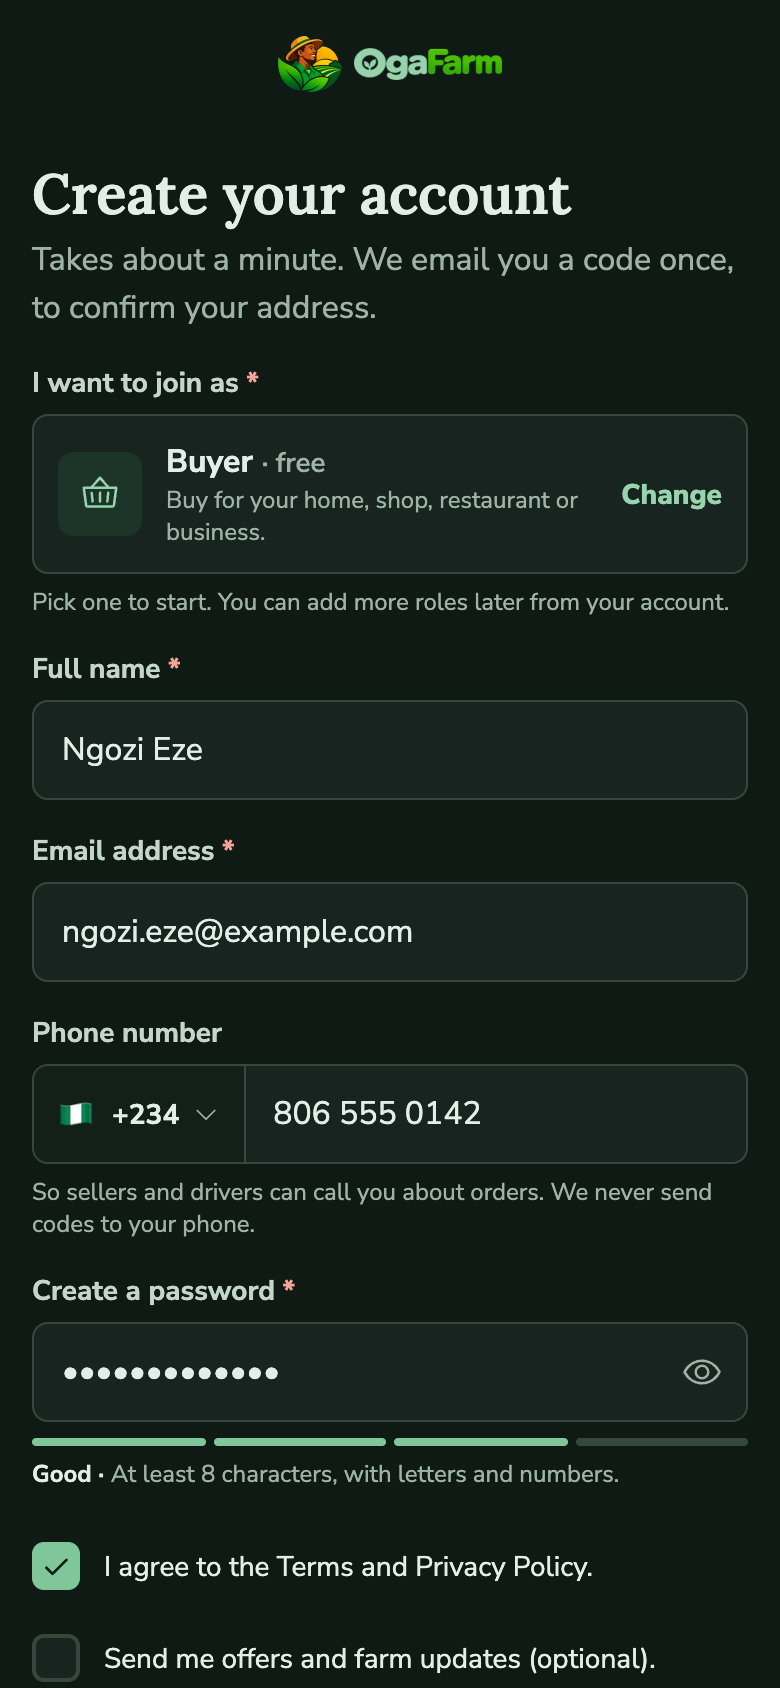 OgaFarm
Create your account
Takes about a minute. We email you a code once,
to confirm your address.
I want to join as *
Buyer · free
Buy for your home, shop, restaurant or
business.
Change
Pick one to start. You can add more roles later from your account.
Full name *
Ngozi Eze
Email address *
ngozi.eze@example.com
Phone number
+234
806 555 0142
So sellers and drivers can call you about orders. We never send
codes to your phone.
Create a password *
•••••••••••••
Good · At least 8 characters, with letters and numbers.
I agree to the Terms and Privacy Policy.
Send me offers and farm updates (optional).